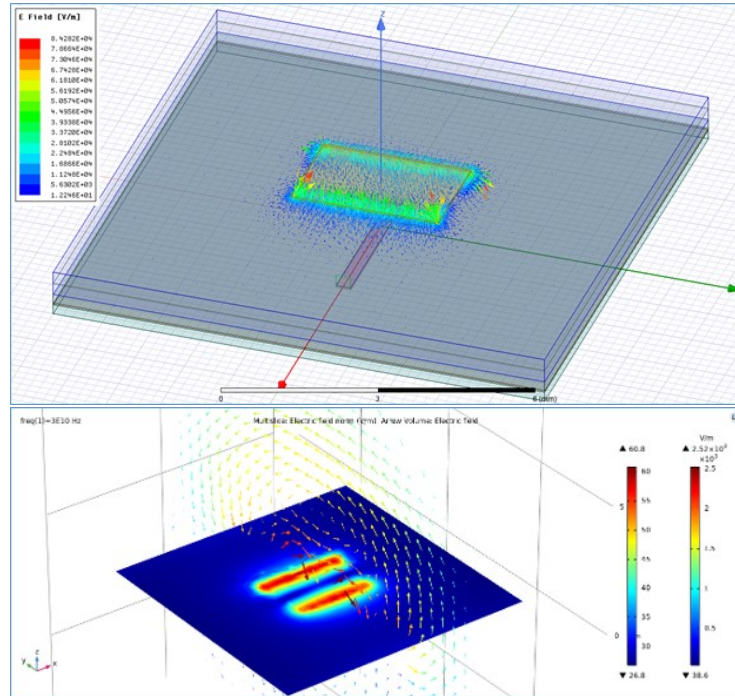 E Field [V/m]
8.4282E+04
7.8664E+04
7.3046E+04
6.7428E+04
6.1810E+04
5.6192E+04
5.0574E+04
4.4956E+04
3.9338E+04
3.3720E+04
2.8102E+04
2.2484E+04
1.6866E+04
1.1248E+04
5.6302E+03
1.2246E+01
Z
0
3
6 (mm)
freq(1)=3E10 Hz
Multislice: Electric field norm
Arrow Volume: Electric field
V/m
▲ 60.8
▲ 2.52×10³
×10³
60
55
50
45
40
35
30
▼ 26.8
2.5
2
1.5
1
0.5
▼ 38.6
5
0
z
y
x